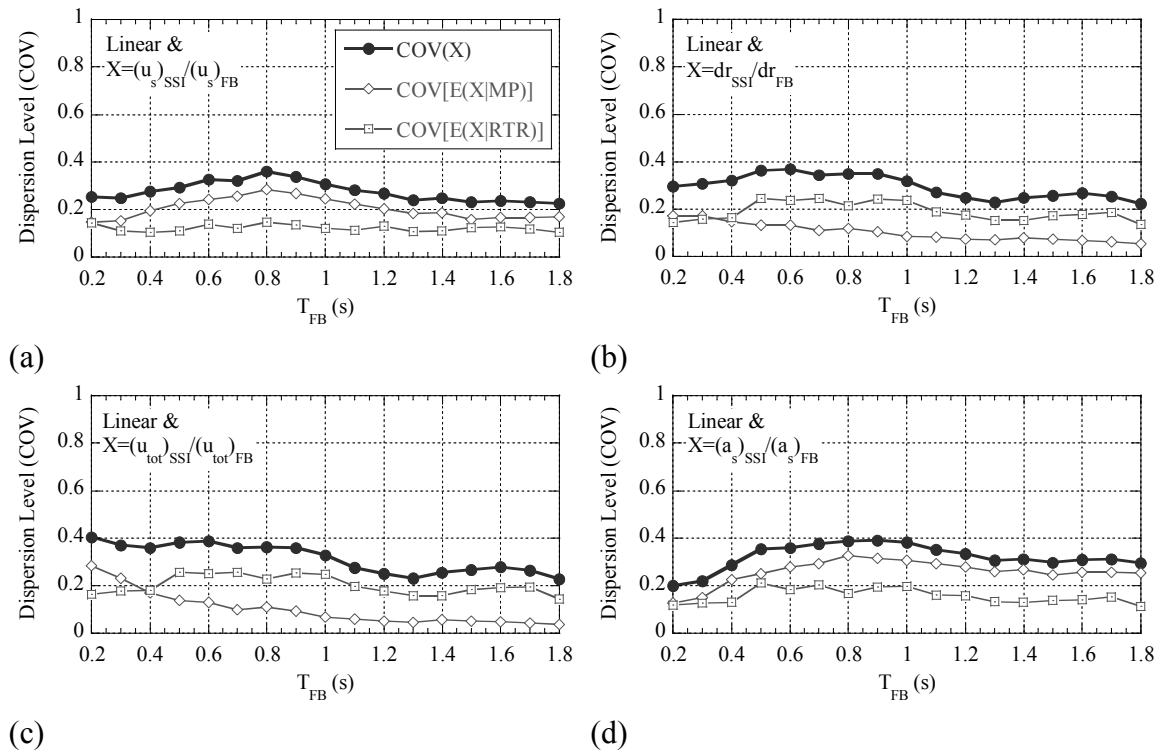 Linear &
X=(u_s)_SSI/(u_s)_FB
COV(X)
COV[E(X|MP)]
COV[E(X|RTR)]
Dispersion Level (COV)
1
0.8
0.6
0.4
0.2
0
0.2 0.4 0.6 0.8 1 1.2 1.4 1.6 1.8
T_FB (s)
(a)
Linear &
X=dr_SSI/dr_FB
Dispersion Level (COV)
1
0.8
0.6
0.4
0.2
0
0.2 0.4 0.6 0.8 1 1.2 1.4 1.6 1.8
T_FB (s)
(b)
Linear &
X=(u_tot)_SSI/(u_tot)_FB
Dispersion Level (COV)
1
0.8
0.6
0.4
0.2
0
0.2 0.4 0.6 0.8 1 1.2 1.4 1.6 1.8
T_FB (s)
(c)
Linear &
X=(a_s)_SSI/(a_s)_FB
Dispersion Level (COV)
1
0.8
0.6
0.4
0.2
0
0.2 0.4 0.6 0.8 1 1.2 1.4 1.6 1.8
T_FB (s)
(d)